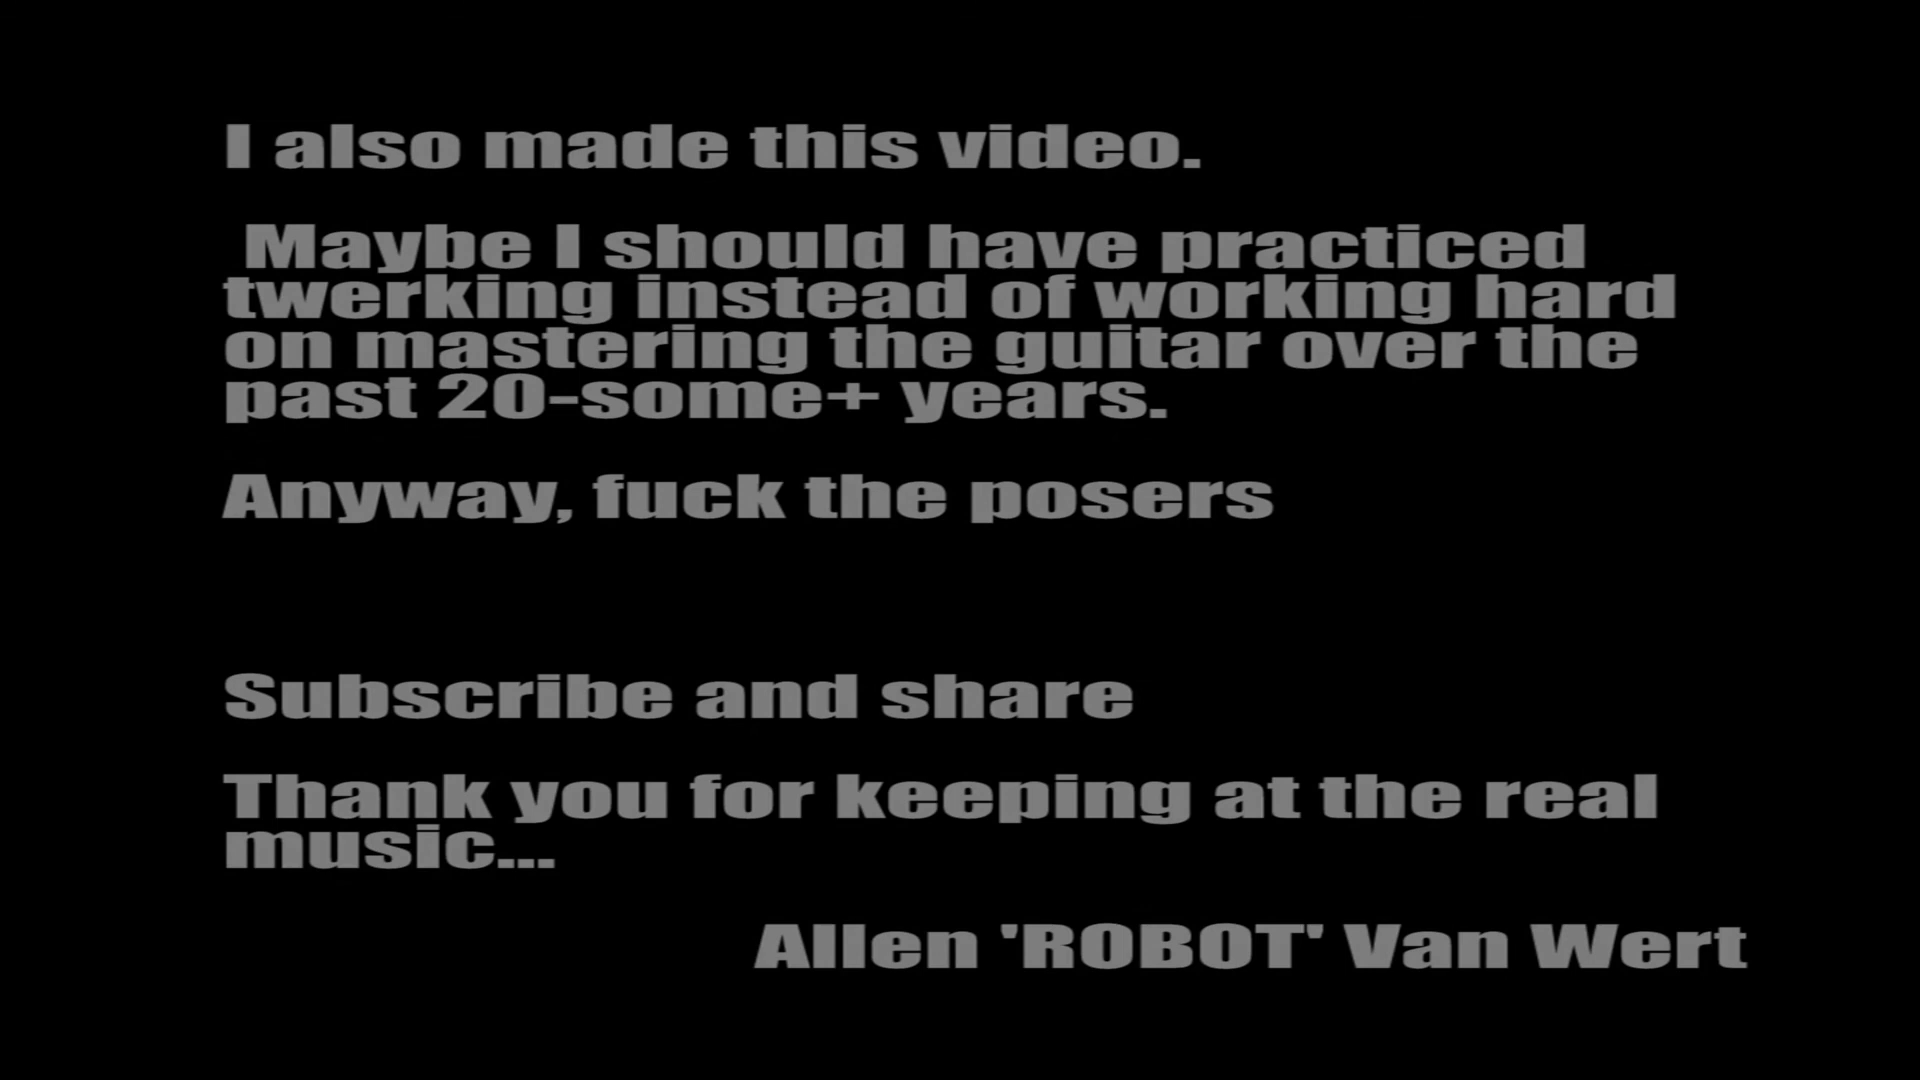 I also made this video.
Maybe I should have practiced
twerking instead of working hard
on mastering the guitar over the
past 20-some+ years.
Anyway, fuck the posers
Subscribe and share
Thank you for keeping at the real
music...
Allen 'ROBOT' Van Wert